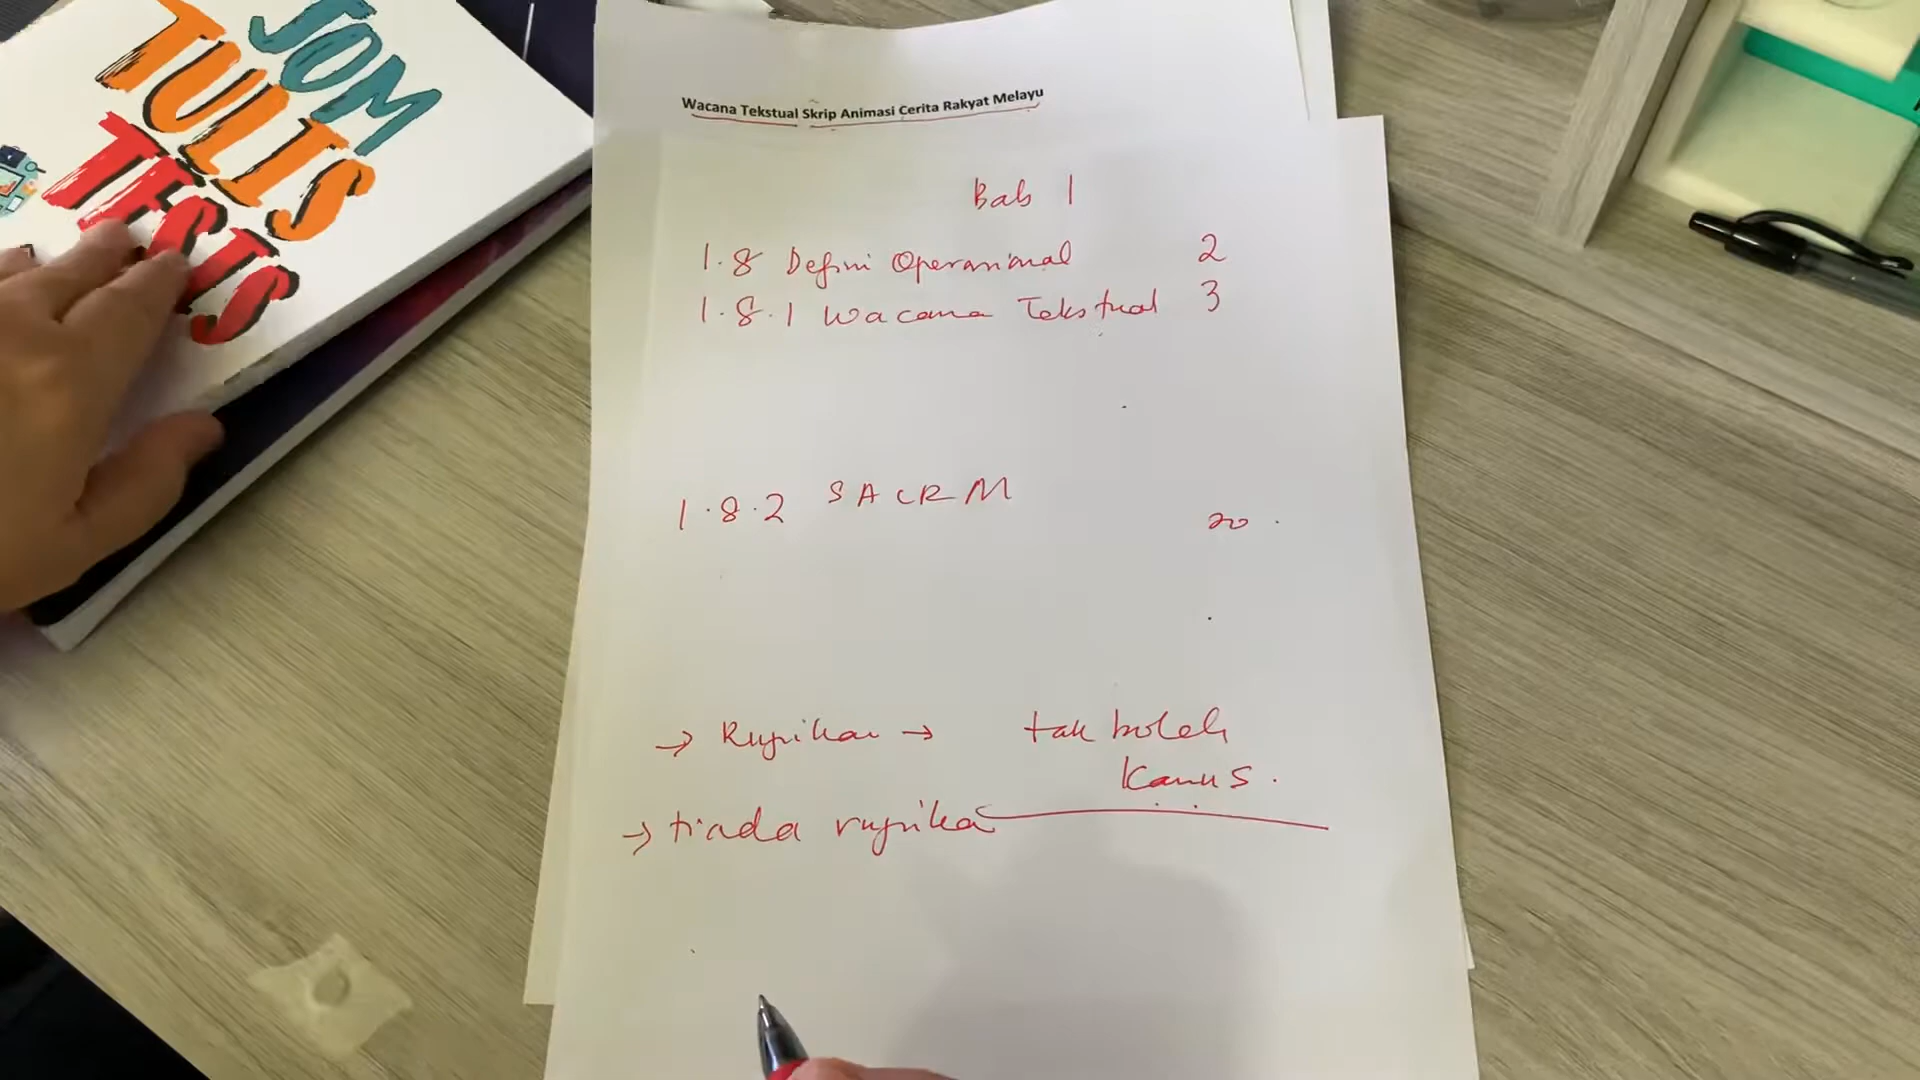 JOM
TULIS
TESIS
Wacana Tekstual Skrip Animasi Cerita Rakyat Melayu
Bab 1
1.8 Defini Operasional 2
1.8.1 Wacana Tekstual 3
1.8.2 SACRM 20
→ Rujukan → tak boleh
Kamus.
→ tiada rujukan